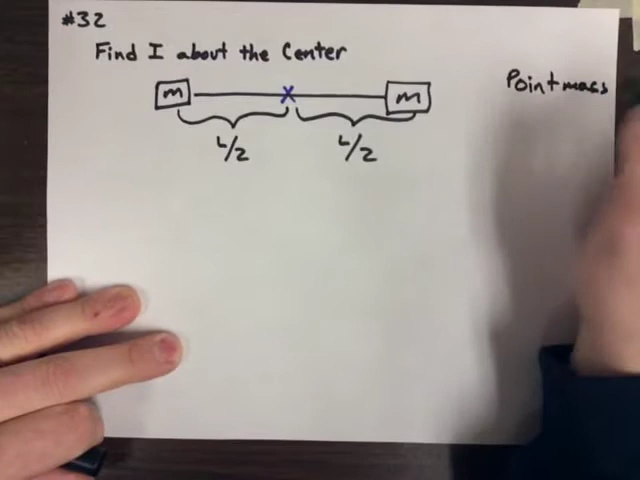 #32
Find I about the Center
m x m
Point mass
L/2 L/2